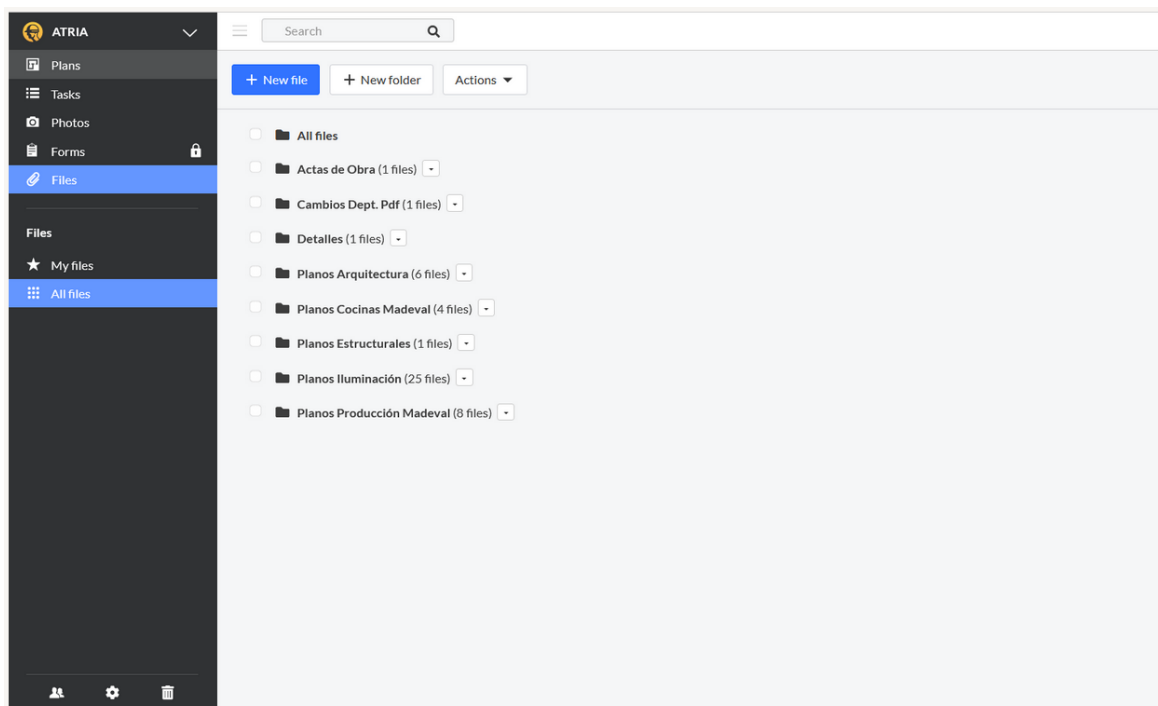 ATRIA
Search
Plans
Tasks
Photos
Forms
Files
Files
My files
All files
+ New file
+ New folder
Actions
All files
Actas de Obra (1 files)
Cambios Dept. Pdf (1 files)
Detalles (1 files)
Planos Arquitectura (6 files)
Planos Cocinas Madeval (4 files)
Planos Estructurales (1 files)
Planos Iluminación (25 files)
Planos Producción Madeval (8 files)